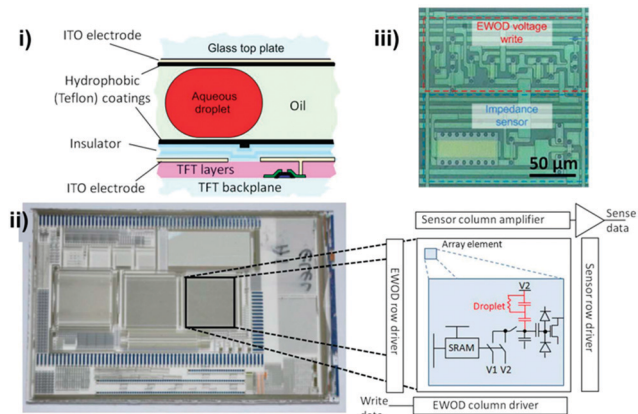 i)
ITO electrode
Glass top plate
Hydrophobic
(Teflon) coatings
Aqueous
droplet
Oil
Insulator
TFT layers
ITO electrode
TFT backplane
iii)
EWOD voltage
write
Impedance
sensor
50 µm
ii)
Sensor column amplifier
Sense
data
Array element
EWOD row driver
V2
Droplet
SRAM
V1 V2
Sensor row driver
EWOD column driver
Write